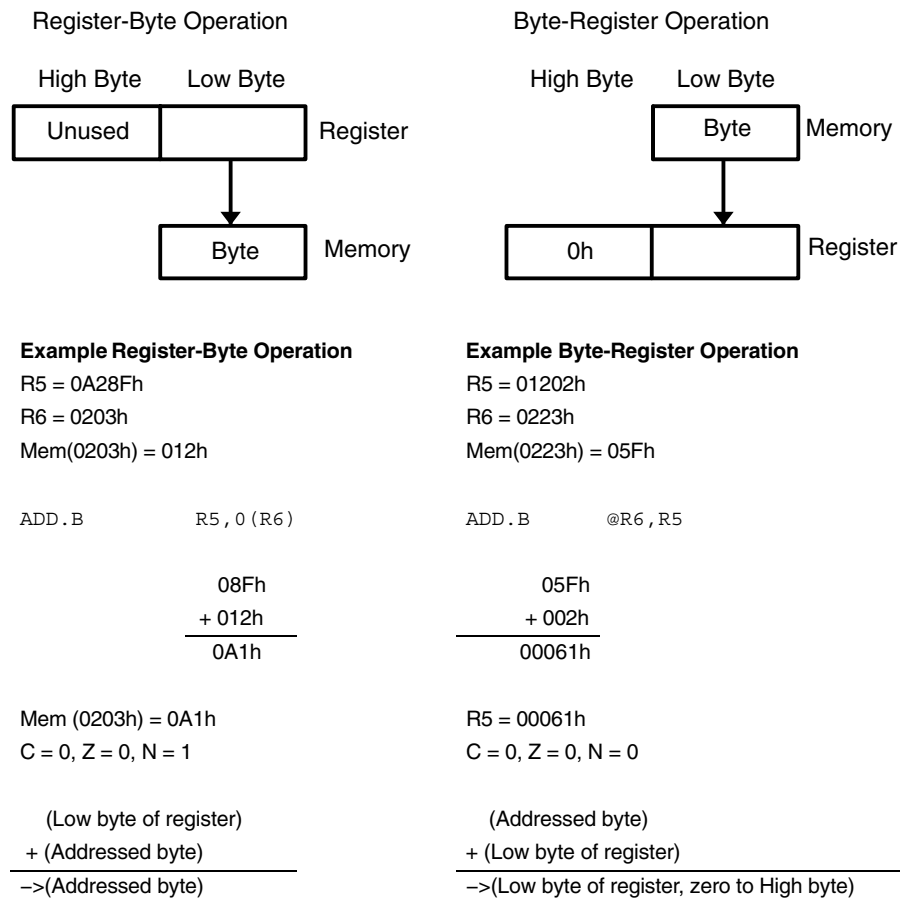 Register-Byte Operation
High Byte Low Byte
Unused Register
Byte Memory
Example Register-Byte Operation
R5 = 0A28Fh
R6 = 0203h
Mem(0203h) = 012h
ADD.B R5,0(R6)
08Fh
+ 012h
0A1h
Mem (0203h) = 0A1h
C = 0, Z = 0, N = 1
(Low byte of register)
+ (Addressed byte)
–>(Addressed byte)
Byte-Register Operation
High Byte Low Byte
Byte Memory
0h Register
Example Byte-Register Operation
R5 = 01202h
R6 = 0223h
Mem(0223h) = 05Fh
ADD.B @R6,R5
05Fh
+ 002h
00061h
R5 = 00061h
C = 0, Z = 0, N = 0
(Addressed byte)
+ (Low byte of register)
–>(Low byte of register, zero to High byte)